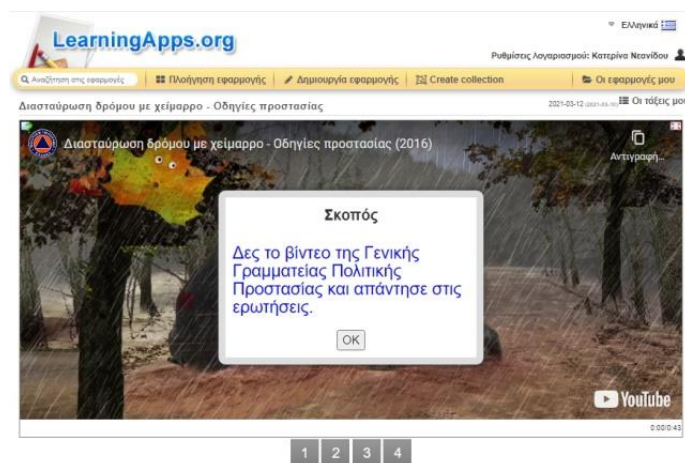 Ελληνικά
LearningApps.org
Ρυθμίσεις Λογαριασμού: Κατερίνα Νεανίδου
Αναζήτηση στις εφαρμογές Πλοήγηση εφαρμογής Δημιουργία εφαρμογής Create collection Οι εφαρμογές μου
Διασταύρωση δρόμου με χείμαρρο - Οδηγίες προστασίας 2021-03-12 Οι τάξεις μου
Διασταύρωση δρόμου με χείμαρρο - Οδηγίες προστασίας (2016)
Αντιγραφή...
Σκοπός
Δες το βίντεο της Γενικής
Γραμματείας Πολιτικής
Προστασίας και απάντησε στις
ερωτήσεις.
OK
YouTube
0:00/0:43
1 2 3 4